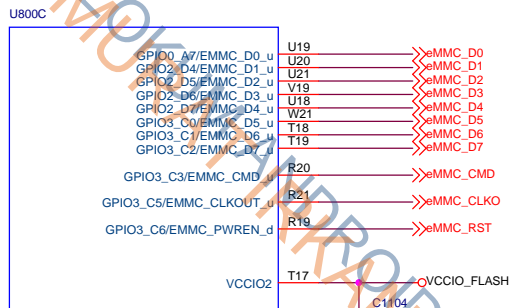 U800C
GPIO0_A7/EMMC_D0_u U19 eMMC_D0
GPIO2_D4/EMMC_D1_u U20 eMMC_D1
GPIO2_D5/EMMC_D2_u U21 eMMC_D2
GPIO2_D6/EMMC_D3_u V19 eMMC_D3
GPIO2_D7/EMMC_D4_u U18 eMMC_D4
GPIO3_C0/EMMC_D5_u W21 eMMC_D5
GPIO3_C1/EMMC_D6_u T18 eMMC_D6
GPIO3_C2/EMMC_D7_u T19 eMMC_D7
GPIO3_C3/EMMC_CMD_u R20 eMMC_CMD
GPIO3_C5/EMMC_CLKOUT_u R21 eMMC_CLKO
GPIO3_C6/EMMC_PWREN_d R19 eMMC_RST
VCCIO2 T17 VCCIO_FLASH
C1104